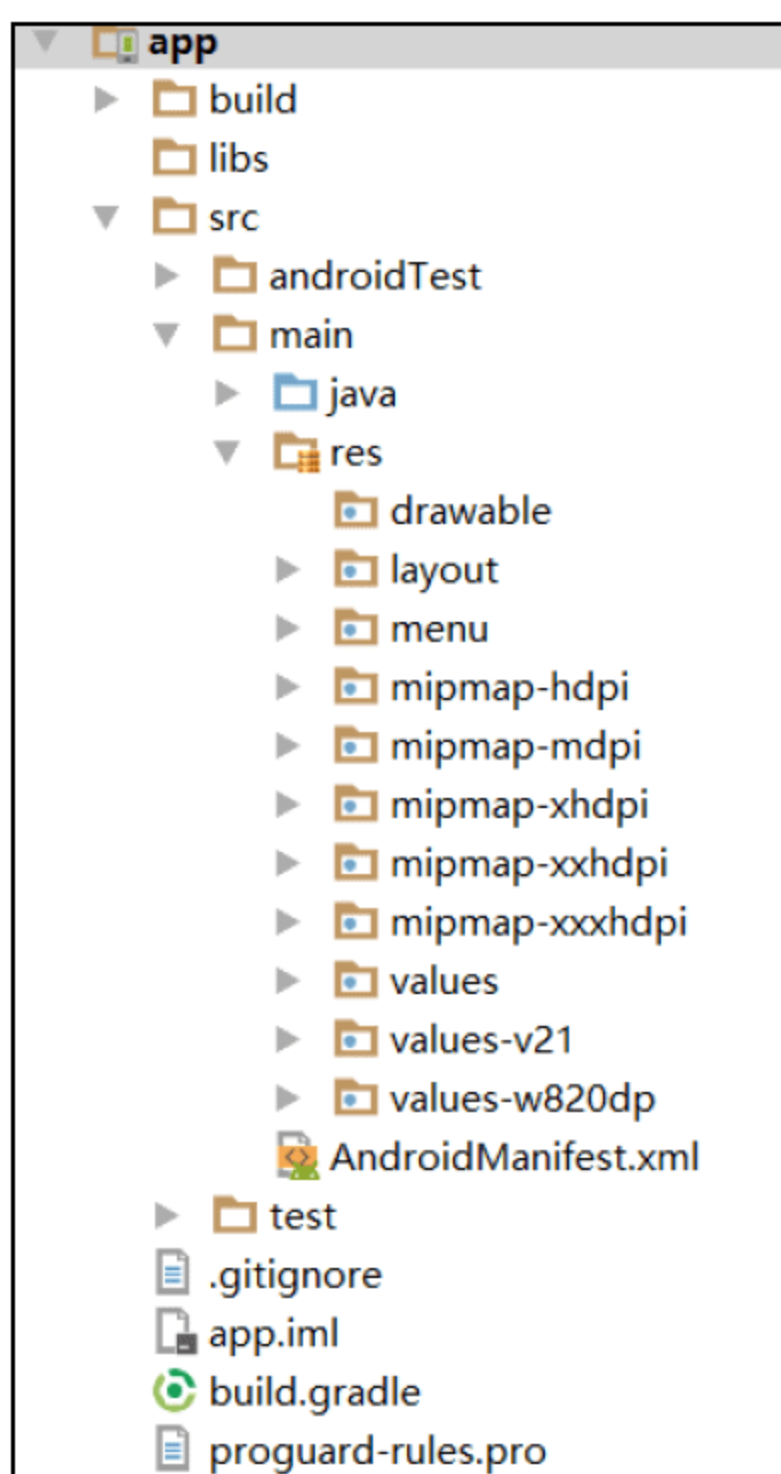 app
build
libs
src
androidTest
main
java
res
drawable
layout
menu
mipmap-hdpi
mipmap-mdpi
mipmap-xhdpi
mipmap-xxhdpi
mipmap-xxxhdpi
values
values-v21
values-w820dp
AndroidManifest.xml
test
.gitignore
app.iml
build.gradle
proguard-rules.pro